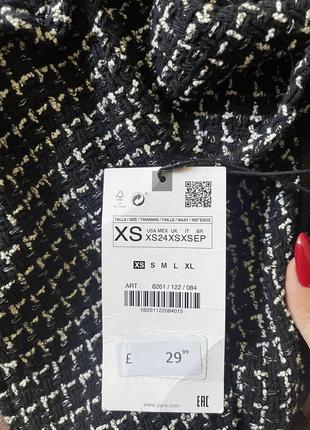 FSC
TALLA / SIZE / TAMANHO / TAILLE / MAAT / ΜΕΓΕΘΟΣ
XS USA MEX UK IT BR
XS24XSXSEP
XS S M L XL
ART.: 8261 / 122 / 084
08261122084015
£ 29.99
www.zara.com
EAC